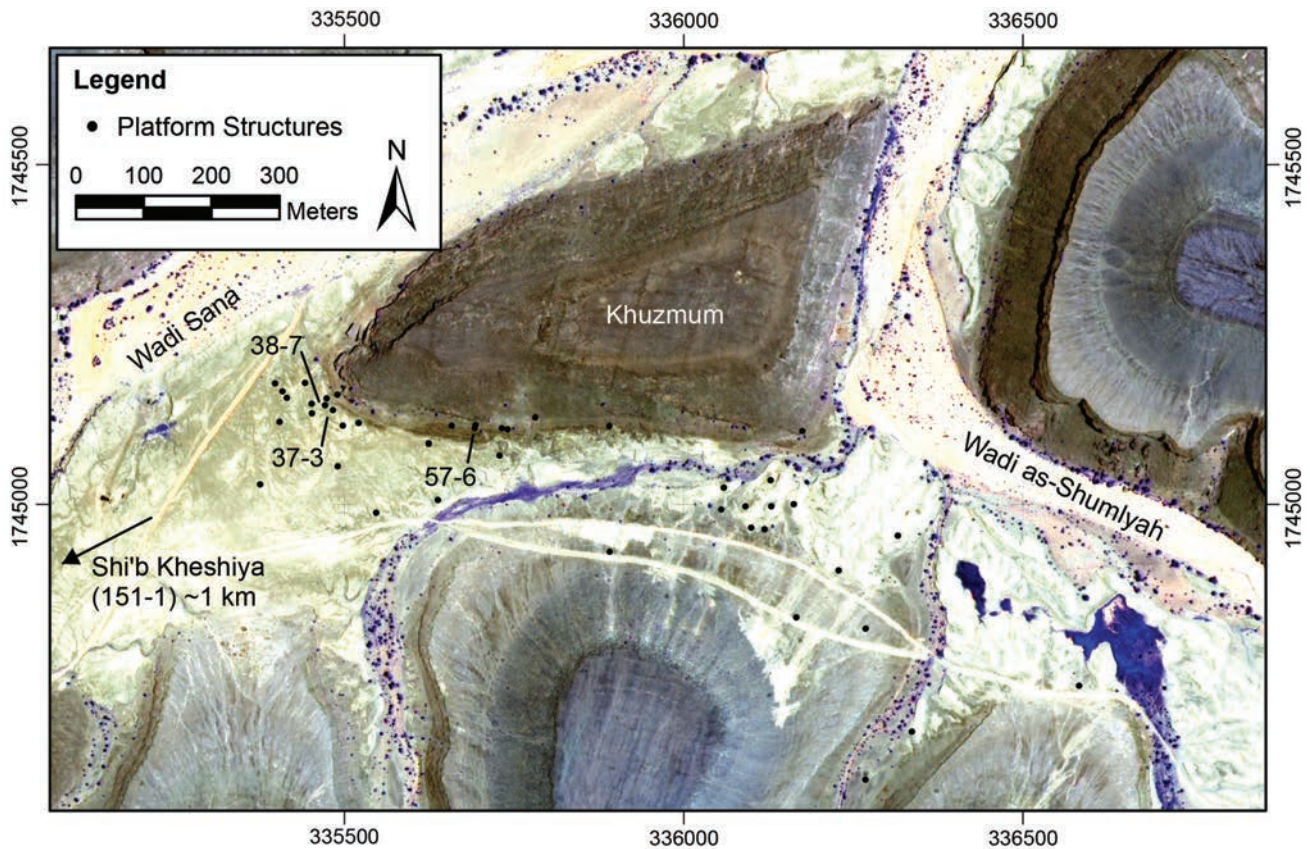 335500 336000 336500
Legend
Platform Structures
N
0 100 200 300
Meters
1745500
1745500
Khuzmum
Wadi Sana
38-7
37-3
57-6
Wadi as-Shumlyah
1745000
1745000
Shi'b Kheshiya
(151-1) ~1 km
335500 336000 336500